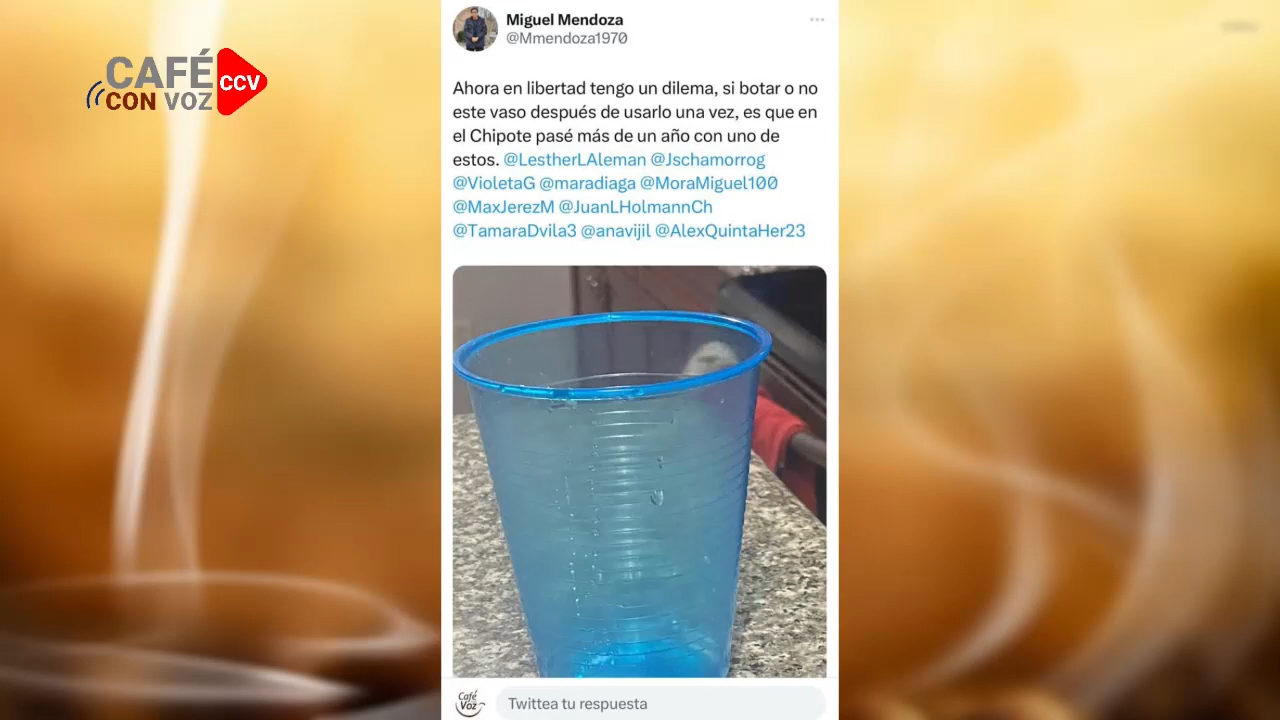 CAFÉ
CON VOZ
CCV
Miguel Mendoza
@Mmendoza1970
Ahora en libertad tengo un dilema, si botar o no
este vaso después de usarlo una vez, es que en
el Chipote pasé más de un año con uno de
estos. @LestherLAleman @Jschamorrog
@VioletaG @maradiaga @MoraMiguel100
@MaxJerezM @JuanLHolmannCh
@TamaraDvila3 @anavijil @AlexQuintaHer23
Café
Voz
Twittea tu respuesta